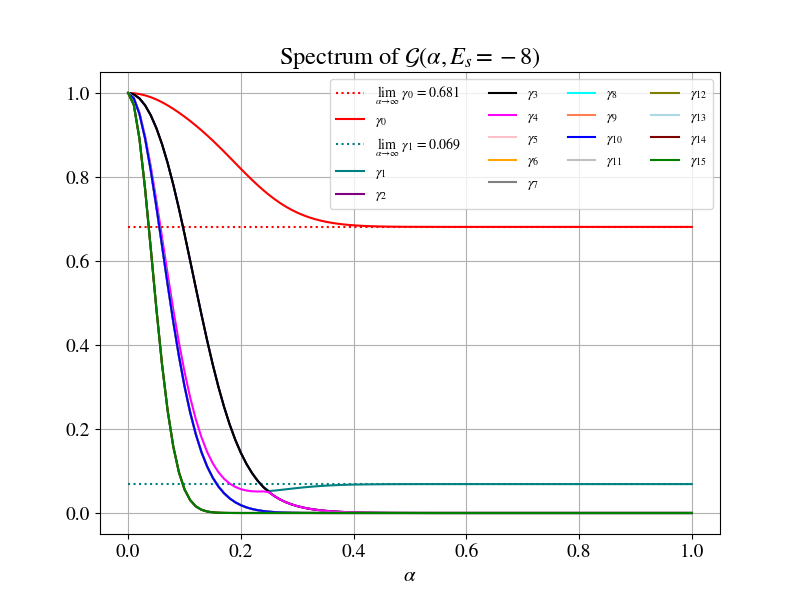 Spectrum of 𝒢(α, E_s = −8)
lim_{α→∞} γ₀ = 0.681
γ₀
lim_{α→∞} γ₁ = 0.069
γ₁
γ₂
γ₃
γ₄
γ₅
γ₆
γ₇
γ₈
γ₉
γ₁₀
γ₁₁
γ₁₂
γ₁₃
γ₁₄
γ₁₅
1.0
0.8
0.6
0.4
0.2
0.0
0.0 0.2 0.4 0.6 0.8 1.0
α